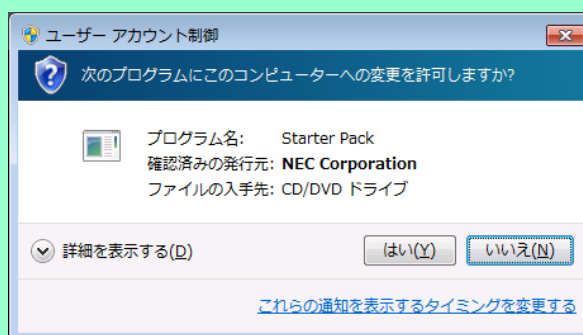 ユーザー アカウント制御
次のプログラムにこのコンピューターへの変更を許可しますか?
プログラム名: Starter Pack
確認済みの発行元: NEC Corporation
ファイルの入手先: CD/DVD ドライブ
詳細を表示する(D) はい(Y) いいえ(N)
これらの通知を表示するタイミングを変更する